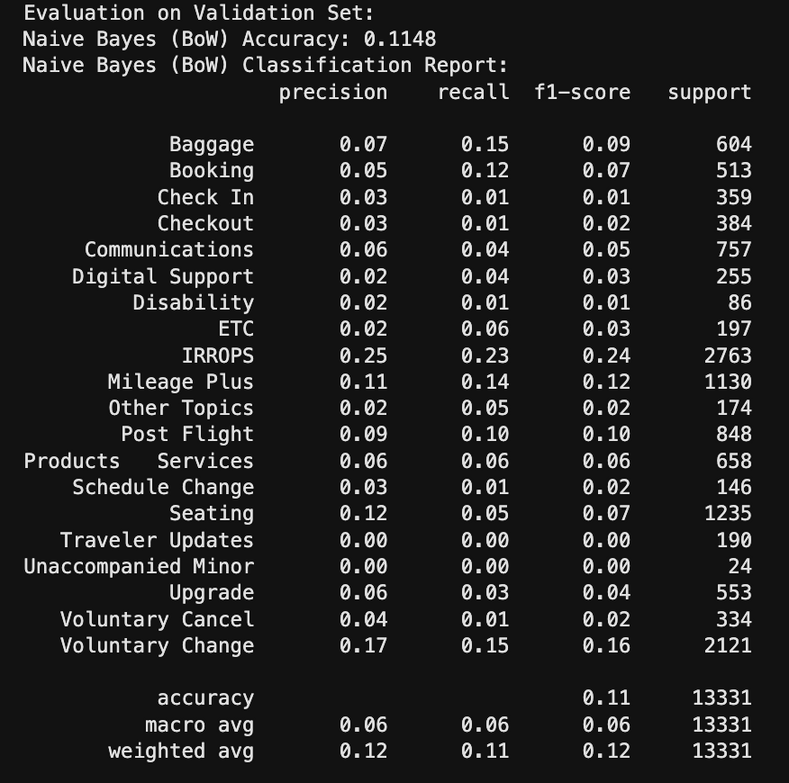 Evaluation on Validation Set:
Naive Bayes (BoW) Accuracy: 0.1148
Naive Bayes (BoW) Classification Report:
precision recall f1-score support
Baggage 0.07 0.15 0.09 604
Booking 0.05 0.12 0.07 513
Check In 0.03 0.01 0.01 359
Checkout 0.03 0.01 0.02 384
Communications 0.06 0.04 0.05 757
Digital Support 0.02 0.04 0.03 255
Disability 0.02 0.01 0.01 86
ETC 0.02 0.06 0.03 197
IRROPS 0.25 0.23 0.24 2763
Mileage Plus 0.11 0.14 0.12 1130
Other Topics 0.02 0.05 0.02 174
Post Flight 0.09 0.10 0.10 848
Products   Services 0.06 0.06 0.06 658
Schedule Change 0.03 0.01 0.02 146
Seating 0.12 0.05 0.07 1235
Traveler Updates 0.00 0.00 0.00 190
Unaccompanied Minor 0.00 0.00 0.00 24
Upgrade 0.06 0.03 0.04 553
Voluntary Cancel 0.04 0.01 0.02 334
Voluntary Change 0.17 0.15 0.16 2121
accuracy 0.11 13331
macro avg 0.06 0.06 0.06 13331
weighted avg 0.12 0.11 0.12 13331